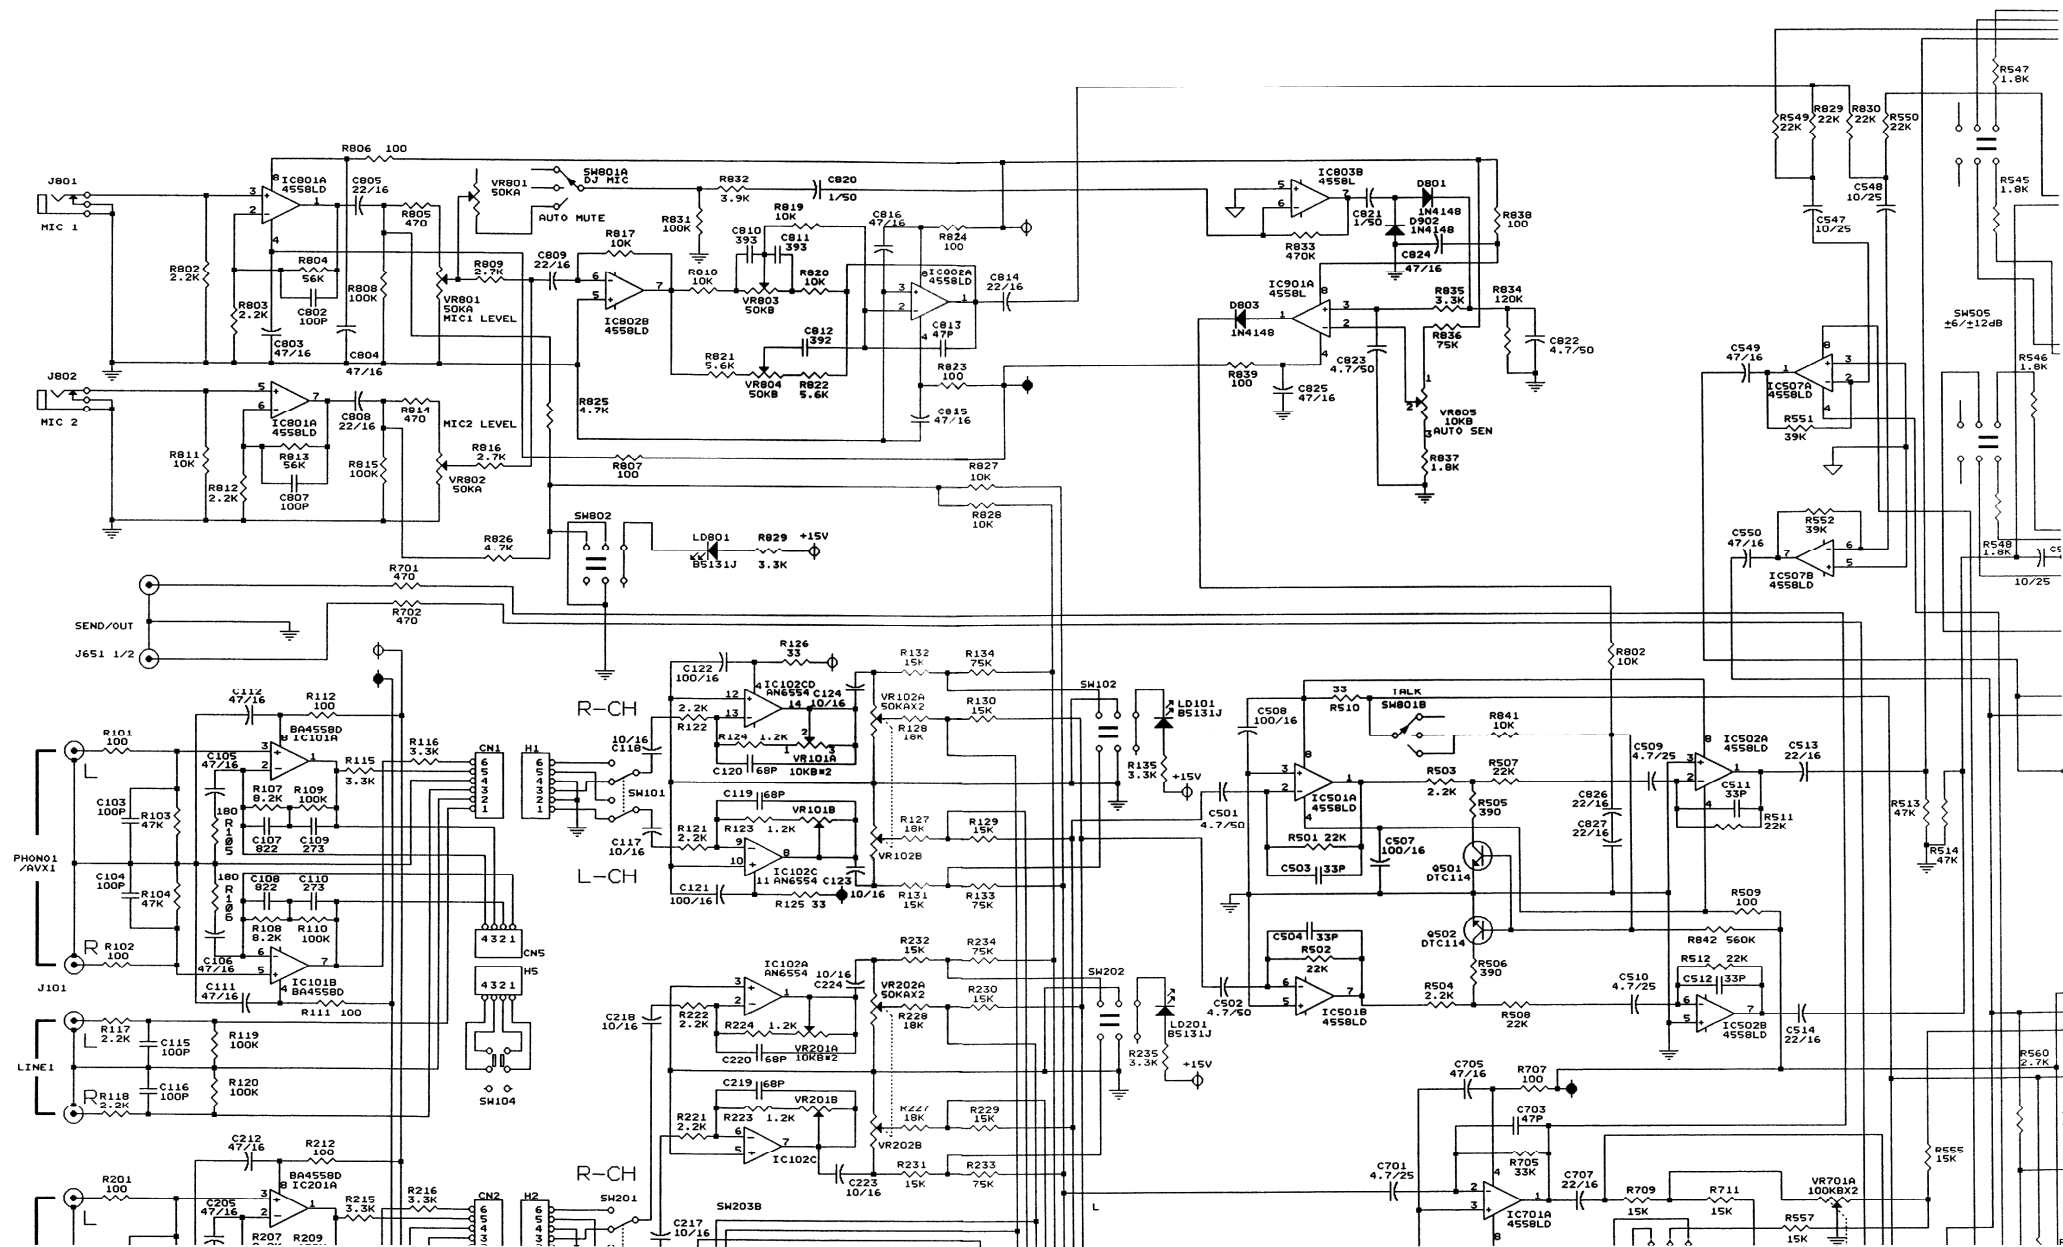 R547
1.8K
R549
22K
R829
22K
R830
22K
R550
22K
R806 100
J801
IC801A
4558LD
C805
22/16
VR801
50KA
SW801A
DJ MIC
AUTO MUTE
R832
3.9K
C820
1/50
IC803B
4558L
D801
1N4148
C821
1/50
D902
1N4148
R838
100
R545
1.8K
C548
10/25
C547
10/25
MIC 1
R805
470
R831
100K
R819
10K
C816
47/16
R824
100
R833
470K
C824
47/16
R802
2.2K
R804
56K
R803
2.2K
C802
100P
R808
100K
R809
2.7K
C809
22/16
R817
10K
C810
393
C811
393
R810
10K
R820
10K
IC802A
4558LD
C814
22/16
VR801
50KA
MIC1 LEVEL
VR803
50KB
IC802B
4558LD
IC901A
4558L
D803
1N4148
R835
3.3K
R834
120K
R836
75K
C822
4.7/50
SW505
±6/±12dB
C803
47/16
C804
47/16
C812
392
C813
47P
R821
5.6K
VR804
50KB
R822
5.6K
R823
100
R839
100
C823
4.7/50
C825
47/16
C549
47/16
IC507A
4558LD
R546
1.8K
J802
MIC 2
IC801A
4558LD
C808
22/16
R814
470
MIC2 LEVEL
R825
4.7K
C815
47/16
VR805
10KB
AUTO SEN
R551
39K
R811
10K
R813
56K
R812
2.2K
C807
100P
R815
100K
R816
2.7K
VR802
50KA
R807
100
R827
10K
R828
10K
R837
1.8K
SW802
R826
4.7K
LD801
B5131J
R829
3.3K
+15V
R552
39K
C550
47/16
IC507B
4558LD
R548
1.8K
10/25
R701
470
R702
470
SEND/OUT
J651 1/2
R126
33
C122
100/16
IC102CD
AN6554
C124
10/16
R132
15K
R134
75K
VR102A
50KAX2
R130
15K
R128
18K
SW102
LD101
B5131J
R135
3.3K
+15V
R802
10K
33
R510
TALK
SW801B
R841
10K
C508
100/16
C112
47/16
R112
100
BA4558D
IC101A
R-CH
2.2K
R122
R124 1.2K
C120 68P
VR101A
10KB*2
R101
100
L
C105
47/16
R116
3.3K
R115
3.3K
CN1
H1
10/16
C118
SW101
C509
4.7/25
IC502A
4558LD
C513
22/16
R107
8.2K
R109
100K
C103
100P
R103
47K
180
R105
C107
822
C109
273
C119 68P
VR101B
R121
2.2K
R123
1.2K
R127
18K
R129
15K
VR102B
C117
10/16
L-CH
IC102C
AN6554
C123
10/16
C121
100/16
R125 33
R131
15K
R133
75K
C501
4.7/50
IC501A
4558LD
R501 22K
C503 33P
C507
100/16
R503
2.2K
R507
22K
R505
390
Q501
DTC114
C826
22/16
C827
22/16
C511
33P
R511
22K
R513
47K
R514
47K
PHONO1
/AVX1
C104
100P
R104
47K
180
R106
C108
822
C110
273
R108
8.2K
R110
100K
CN5
H5
4321
4321
R102
100
R
J101
C106
47/16
IC101B
BA4558D
C111
47/16
R111 100
R509
100
Q502
DTC114
R842 560K
C504 33P
R502
22K
C502
4.7/50
IC501B
4558LD
R504
2.2K
R506
390
R508
22K
C510
4.7/25
R512 22K
C512 33P
IC502B
4558LD
C514
22/16
IC102A
AN6554
10/16
C224
R232
15K
R234
75K
VR202A
50KAX2
R230
15K
R228
18K
SW202
LD201
B5131J
R235
3.3K
+15V
C218
10/16
R222
2.2K
R224 1.2K
VR201A
10KB*2
C220 68P
LINE1
R117
2.2K
L
C115
100P
R119
100K
C116
100P
R120
100K
R
R118
2.2K
SW104
C219 68P
VR201B
R221
2.2K
R223
1.2K
IC102C
R227
18K
R229
15K
VR202B
C223
10/16
R231
15K
R233
75K
C705
47/16
R707
100
C703
47P
R705
33K
C701
4.7/25
IC701A
4558LD
C707
22/16
R709
15K
R711
15K
VR701A
100KBX2
R557
15K
R555
15K
R560
2.7K
C212
47/16
R212
100
BA4558D
IC201A
R-CH
SW201
SW203B
L
R201
100
L
C205
47/16
R216
3.3K
R215
3.3K
CN2
H2
C217
10/16
R207
R209